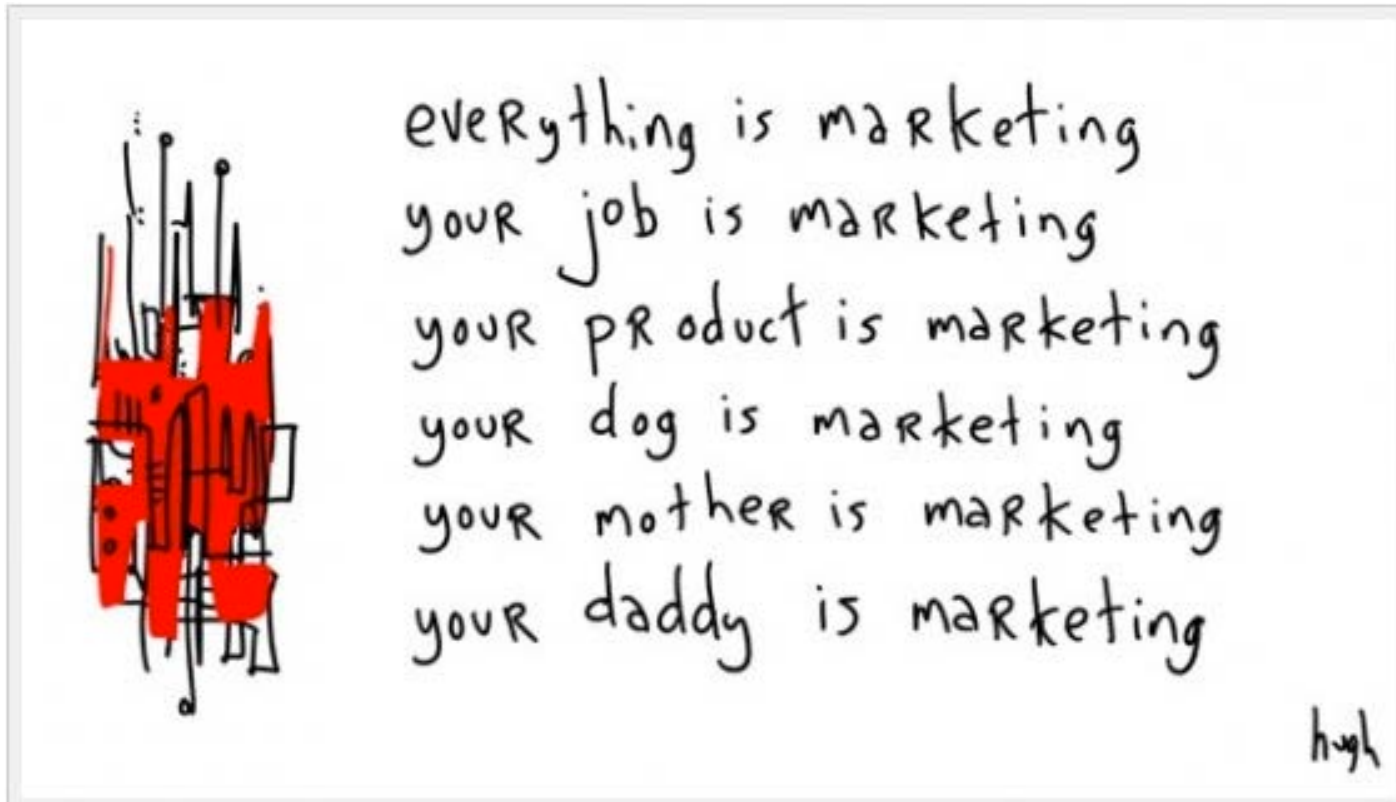 everything is marketing
your job is marketing
your product is marketing
your dog is marketing
your mother is marketing
your daddy is marketing
hugh